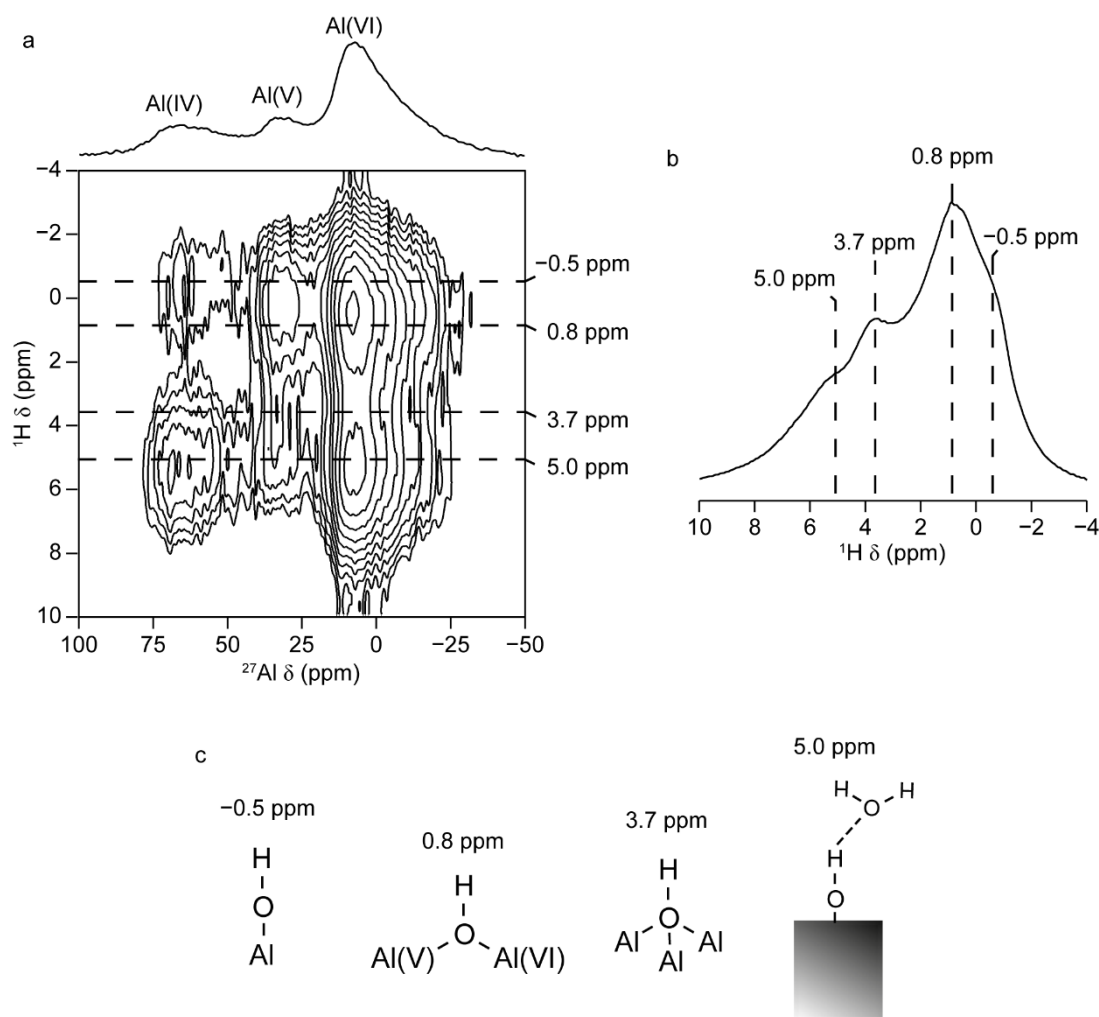 a
Al(VI)
Al(IV)
Al(V)
−4
−2
0
2
4
6
8
10
¹H δ (ppm)
−0.5 ppm
0.8 ppm
3.7 ppm
5.0 ppm
100 75 50 25 0 −25 −50
²⁷Al δ (ppm)
b
0.8 ppm
3.7 ppm
−0.5 ppm
5.0 ppm
10 8 6 4 2 0 −2 −4
¹H δ (ppm)
c
−0.5 ppm
H
O
Al
0.8 ppm
H
O
Al(V) Al(VI)
3.7 ppm
H
O
Al Al
Al
5.0 ppm
H H
O
H
O